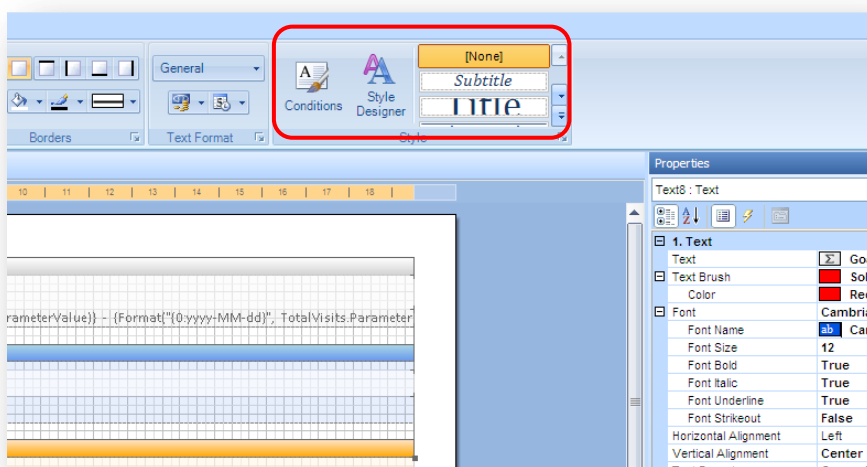 [None]
Subtitle
Title
General
A
Conditions
Style
Designer
Borders
Text Format
Style
Properties
10 11 12 13 14 15 16 17 18
Text8 : Text
1. Text
Text
Text Brush
Color
Font
Cambria
Font Name
ab
Font Size
12
Font Bold
True
Font Italic
True
Font Underline
True
Font Strikeout
False
Horizontal Alignment
Left
Vertical Alignment
Center
rameterValue)} - {Format("{0:yyyy-MM-dd}", TotalVisits.Parameter